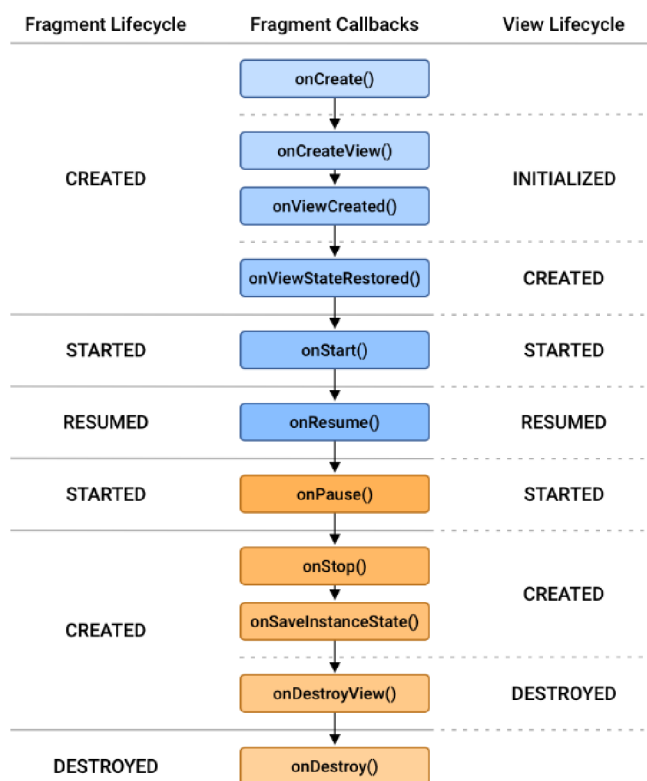 Fragment Lifecycle
Fragment Callbacks
View Lifecycle
onCreate()
onCreateView()
CREATED
INITIALIZED
onViewCreated()
onViewStateRestored()
CREATED
STARTED
onStart()
STARTED
RESUMED
onResume()
RESUMED
STARTED
onPause()
STARTED
onStop()
CREATED
onSaveInstanceState()
CREATED
onDestroyView()
DESTROYED
DESTROYED
onDestroy()